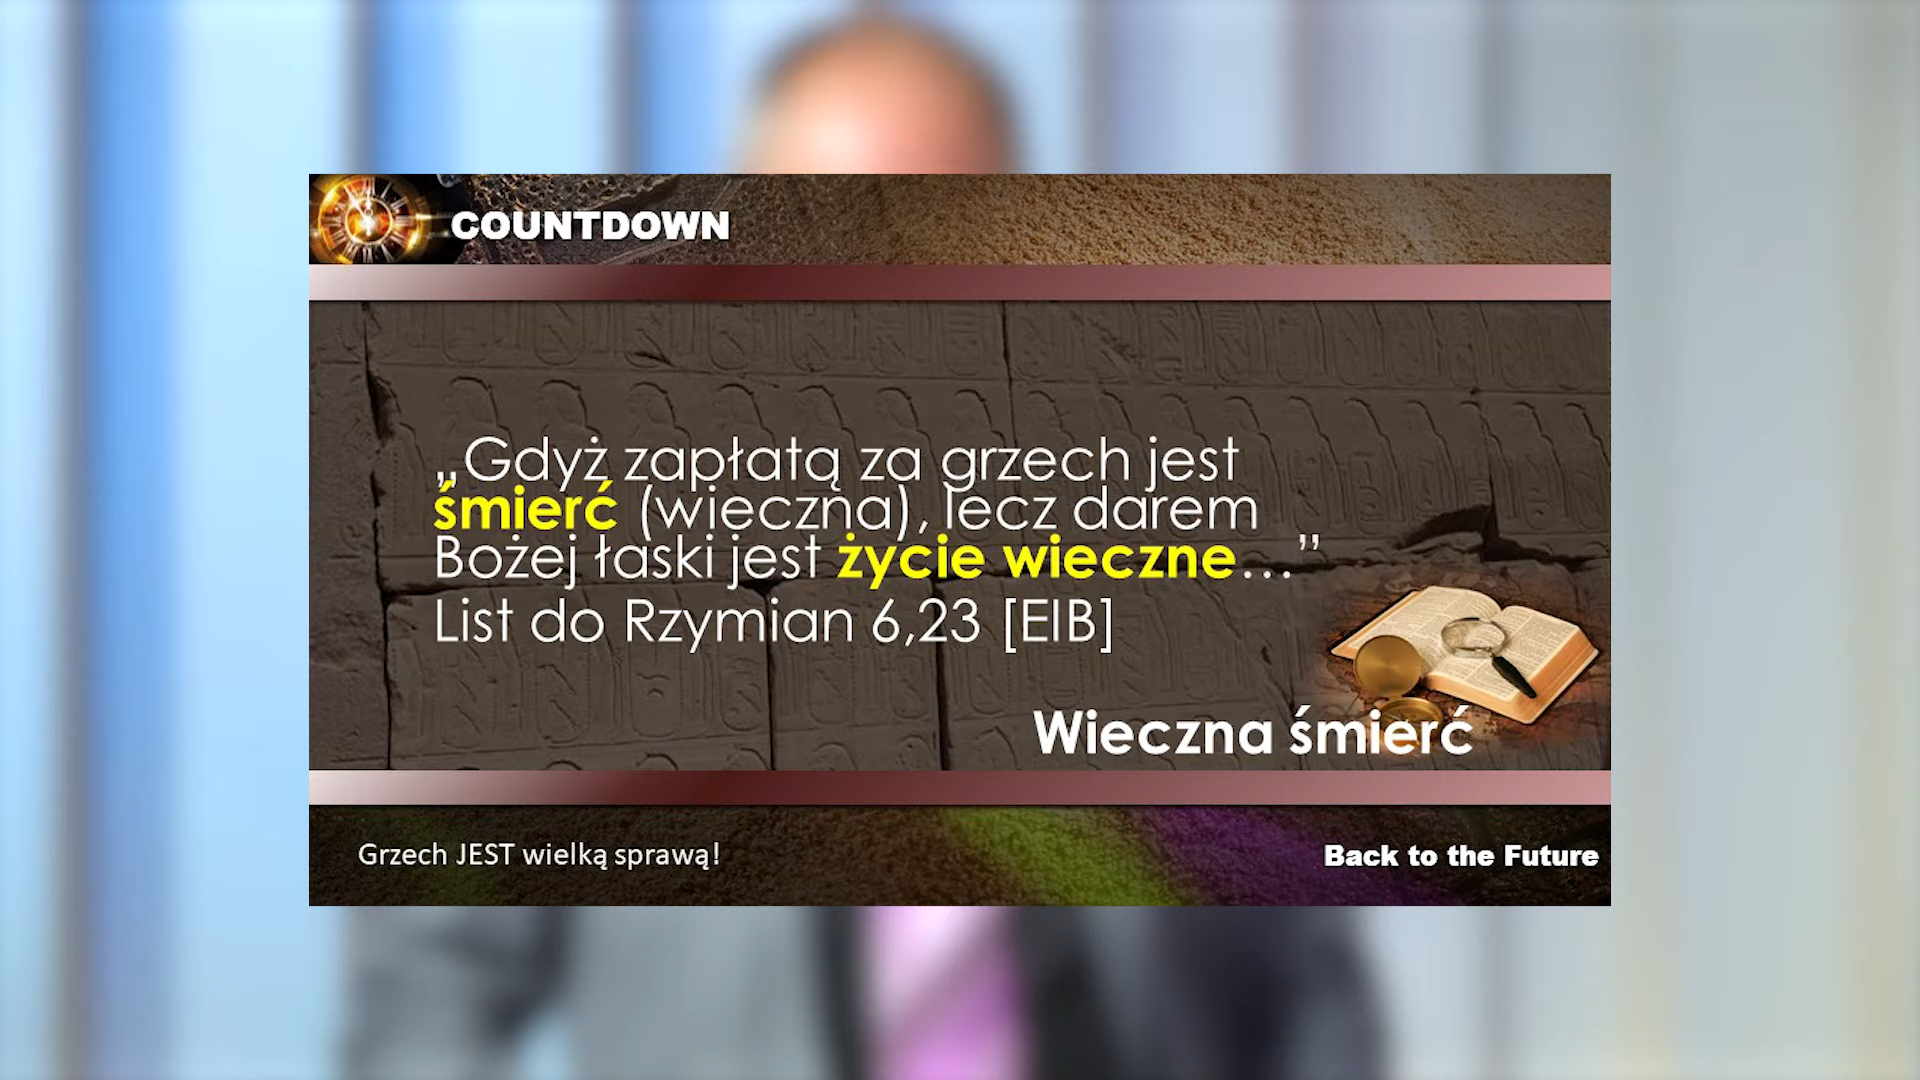 COUNTDOWN
„Gdyż zapłatą za grzech jest
śmierć (wieczna), lecz darem
Bożej łaski jest życie wieczne…”
List do Rzymian 6,23 [EIB]
Wieczna śmierć
Grzech JEST wielką sprawą!
Back to the Future